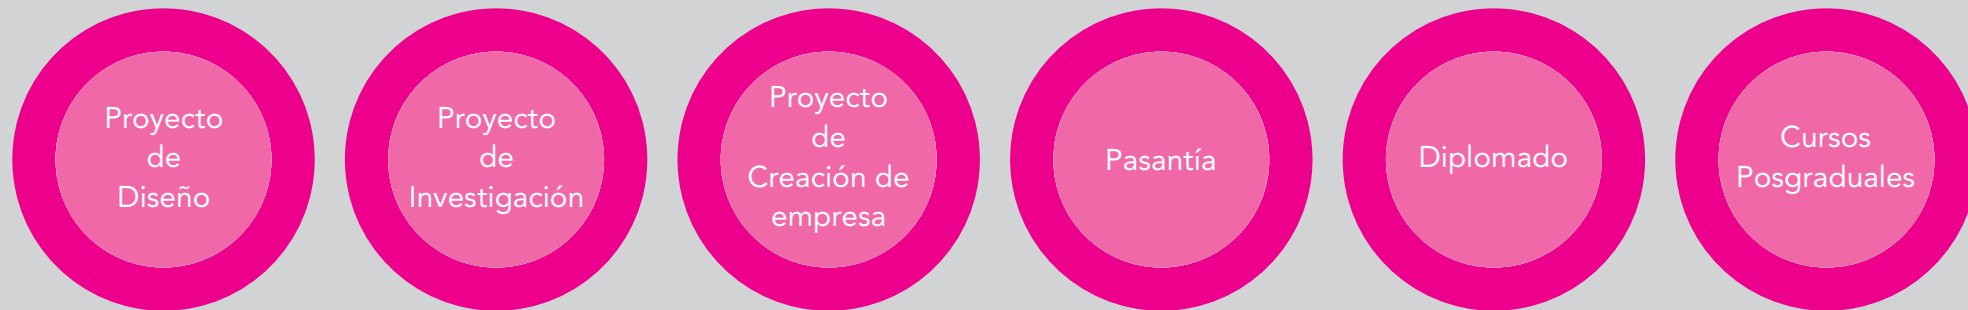 Proyecto
de
Diseño
Proyecto
de
Investigación
Proyecto
de
Creación de
empresa
Pasantía
Diplomado
Cursos
Posgraduales